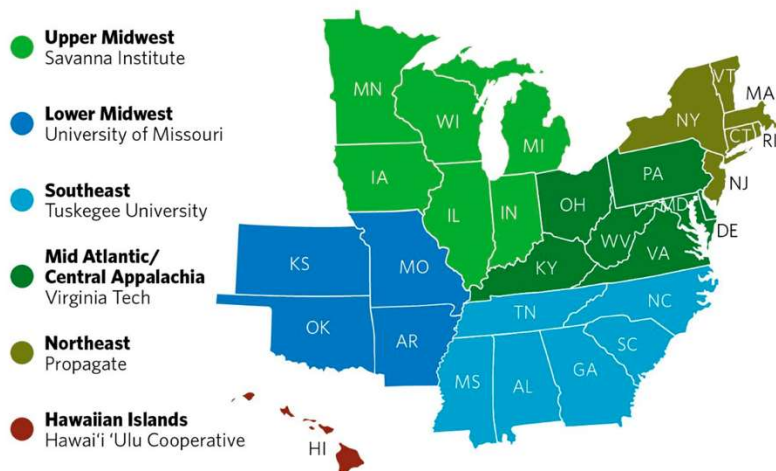 Upper Midwest
Savanna Institute
Lower Midwest
University of Missouri
Southeast
Tuskegee University
Mid Atlantic/
Central Appalachia
Virginia Tech
Northeast
Propagate
Hawaiian Islands
Hawai‘i ‘Ulu Cooperative
MN
WI
MI
IA
IL
IN
KS
MO
OK
AR
OH
PA
MD
DE
WV
VA
KY
TN
NC
SC
MS
AL
GA
NY
VT
MA
CT
RI
NJ
HI